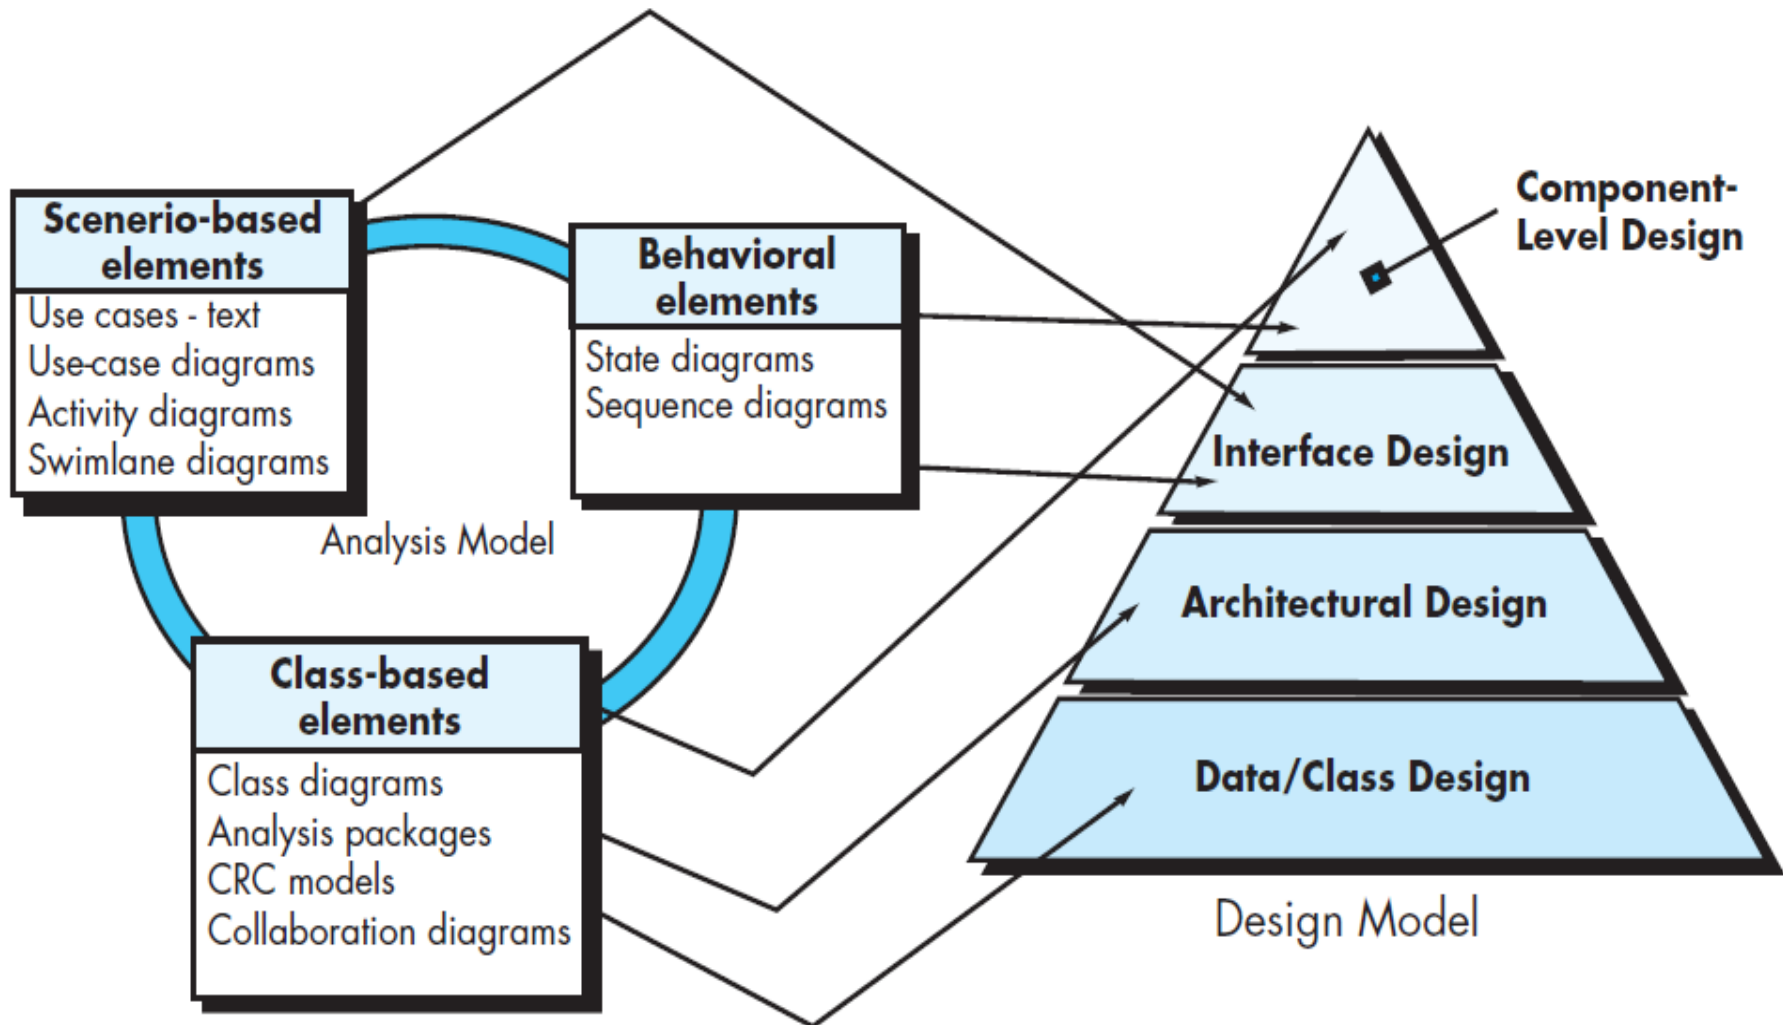 Scenerio-based
elements
Use cases - text
Use-case diagrams
Activity diagrams
Swimlane diagrams
Behavioral
elements
State diagrams
Sequence diagrams
Analysis Model
Class-based
elements
Class diagrams
Analysis packages
CRC models
Collaboration diagrams
Component-
Level Design
Interface Design
Architectural Design
Data/Class Design
Design Model